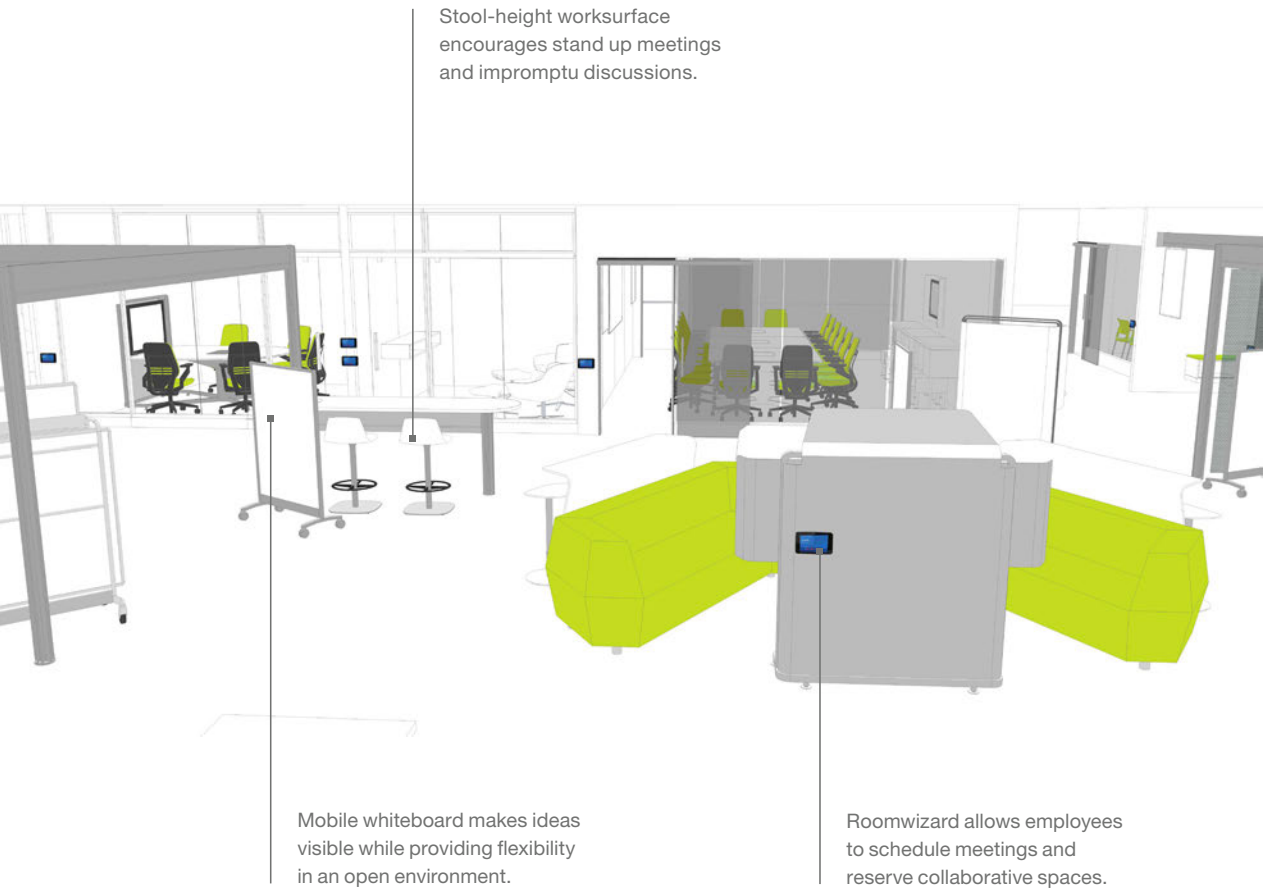 Stool-height worksurface
encourages stand up meetings
and impromptu discussions.
Mobile whiteboard makes ideas
visible while providing flexibility
in an open environment.
Roomwizard allows employees
to schedule meetings and
reserve collaborative spaces.